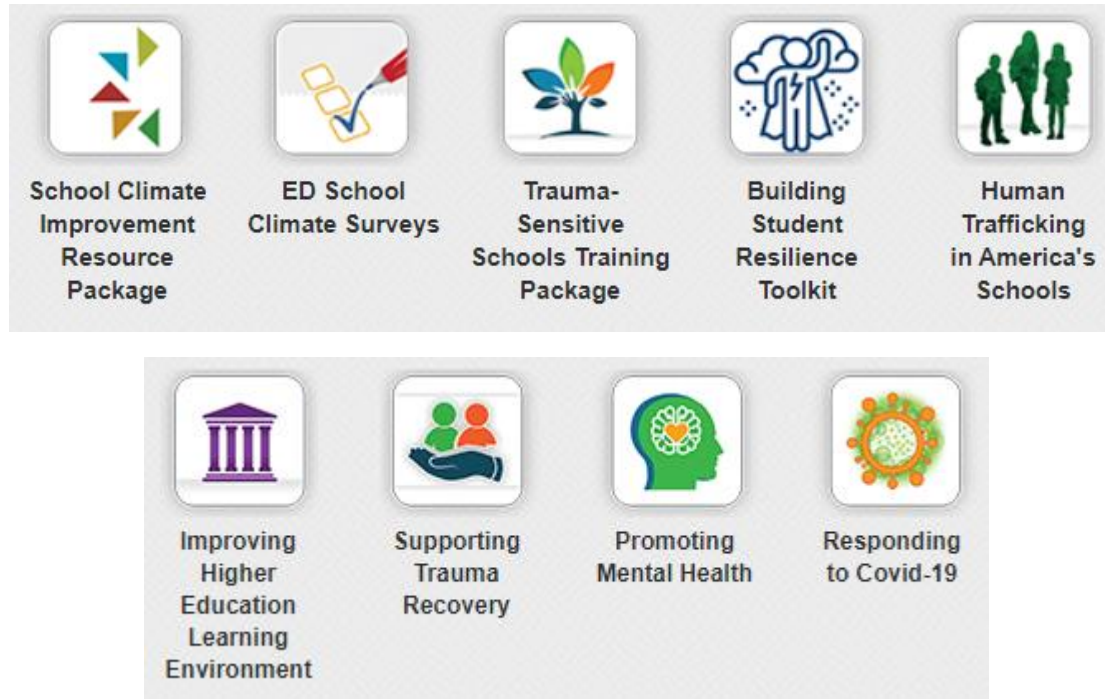 School Climate
Improvement
Resource
Package
ED School
Climate Surveys
Trauma-
Sensitive
Schools Training
Package
Building
Student
Resilience
Toolkit
Human
Trafficking
in America's
Schools
Improving
Higher
Education
Learning
Environment
Supporting
Trauma
Recovery
Promoting
Mental Health
Responding
to Covid-19